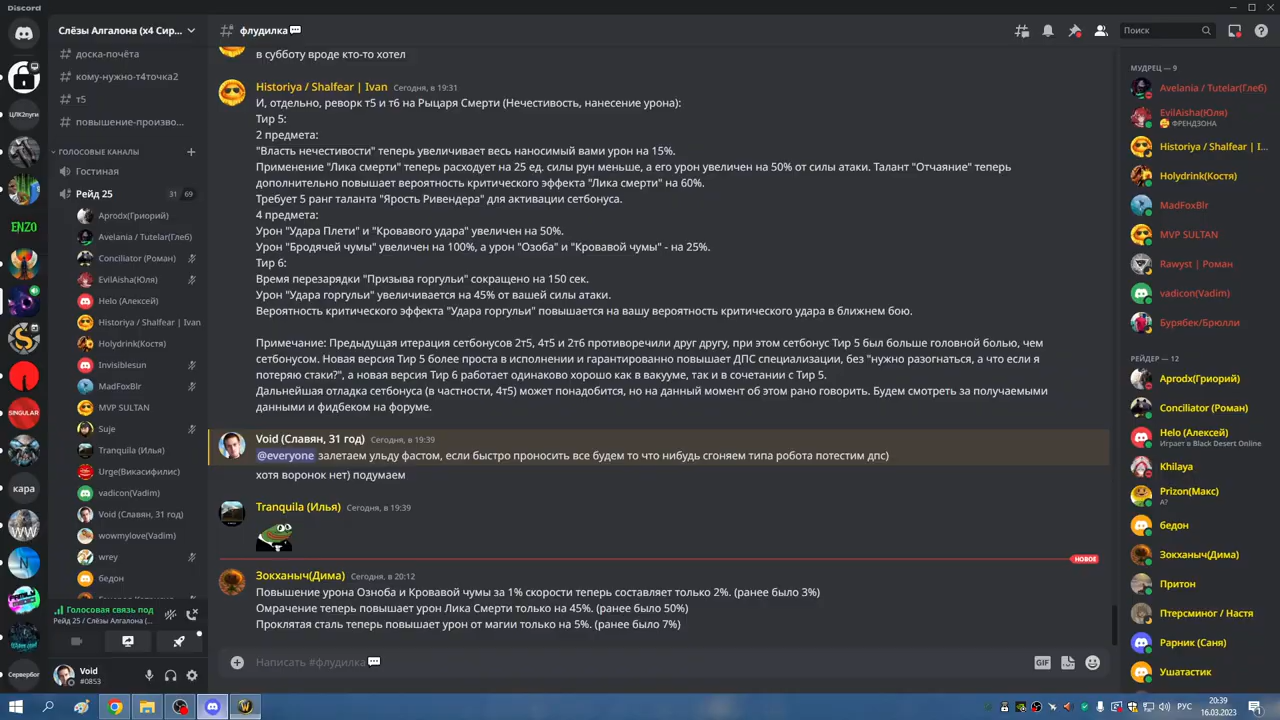 Discord
Слёзы Алгалона (x4 Сир...
доска-почёта
кому-нужно-т4точка2
т5
повышение-произво...
ГОЛОСОВЫЕ КАНАЛЫ
Гостиная
Рейд 25
31 69
Aprodx(Гриорий)
Avelania / Tutelar(Глеб)
Conciliator (Роман)
EvilAisha(Юля)
Helo (Алексей)
Historiya / Shalfear | Ivan
Holydrink(Костя)
Invisiblesun
MadFoxBlr
MVP SULTAN
Suje
Tranquila (Илья)
Urge(Викасифилис)
vadicon(Vadim)
Void (Славян, 31 год)
wowmylove(Vadim)
wrey
бедон
Голосовая связь под
Рейд 25 / Слёзы Алгалона (...
Void
#0853
ЦЛК2пуги
ENZO
SINGULAR
кара
WW
N
Сервербог
флудилка
Поиск
в субботу вроде кто-то хотел
Historiya / Shalfear | Ivan Сегодня, в 19:31
И, отдельно, реворк т5 и т6 на Рыцаря Смерти (Нечестивость, нанесение урона):
Тир 5:
2 предмета:
"Власть нечестивости" теперь увеличивает весь наносимый вами урон на 15%.
Применение "Лика смерти" теперь расходует на 25 ед. силы рун меньше, а его урон увеличен на 50% от силы атаки. Талант "Отчаяние" теперь
дополнительно повышает вероятность критического эффекта "Лика смерти" на 60%.
Требует 5 ранг таланта "Ярость Ривендера" для активации сетбонуса.
4 предмета:
Урон "Удара Плети" и "Кровавого удара" увеличен на 50%.
Урон "Бродячей чумы" увеличен на 100%, а урон "Озоба" и "Кровавой чумы" - на 25%.
Тир 6:
Время перезарядки "Призыва горгульи" сокращено на 150 сек.
Урон "Удара горгульи" увеличивается на 45% от вашей силы атаки.
Вероятность критического эффекта "Удара горгульи" повышается на вашу вероятность критического удара в ближнем бою.
Примечание: Предыдущая итерация сетбонусов 2т5, 4т5 и 2т6 противоречили друг другу, при этом сетбонус Тир 5 был больше головной болью, чем
сетбонусом. Новая версия Тир 5 более проста в исполнении и гарантированно повышает ДПС специализации, без "нужно разогнаться, а что если я
потеряю стаки?", а новая версия Тир 6 работает одинаково хорошо как в вакууме, так и в сочетании с Тир 5.
Дальнейшая отладка сетбонуса (в частности, 4т5) может понадобится, но на данный момент об этом рано говорить. Будем смотреть за получаемыми
данными и фидбеком на форуме.
Void (Славян, 31 год) Сегодня, в 19:39
@everyone залетаем ульду фастом, если быстро проносить все будем то что нибудь сгоняем типа робота потестим дпс)
хотя воронок нет) подумаем
Tranquila (Илья) Сегодня, в 19:39
НОВОЕ
Зокханыч(Дима) Сегодня, в 20:12
Повышение урона Озноба и Кровавой чумы за 1% скорости теперь составляет только 2%. (ранее было 3%)
Омрачение теперь повышает урон Лика Смерти только на 45%. (ранее было 50%)
Проклятая сталь теперь повышает урон от магии только на 5%. (ранее было 7%)
Написать #флудилка
GIF
МУДРЕЦ — 9
Avelania / Tutelar(Глеб)
EvilAisha(Юля)
ФРЕНДЗОНА
Historiya / Shalfear | I...
Holydrink(Костя)
MadFoxBlr
MVP SULTAN
Rawyst | Роман
vadicon(Vadim)
Бурябек/Брюлли
РЕЙДЕР — 12
Aprodx(Гриорий)
Conciliator (Роман)
Helo (Алексей)
Играет в Black Desert Online
Khilaya
Prizon(Макс)
А?
бедон
Зокханыч(Дима)
Притон
Птерсминог / Настя
Рарник (Саня)
Ушатастик
РУС
20:39
16.03.2023